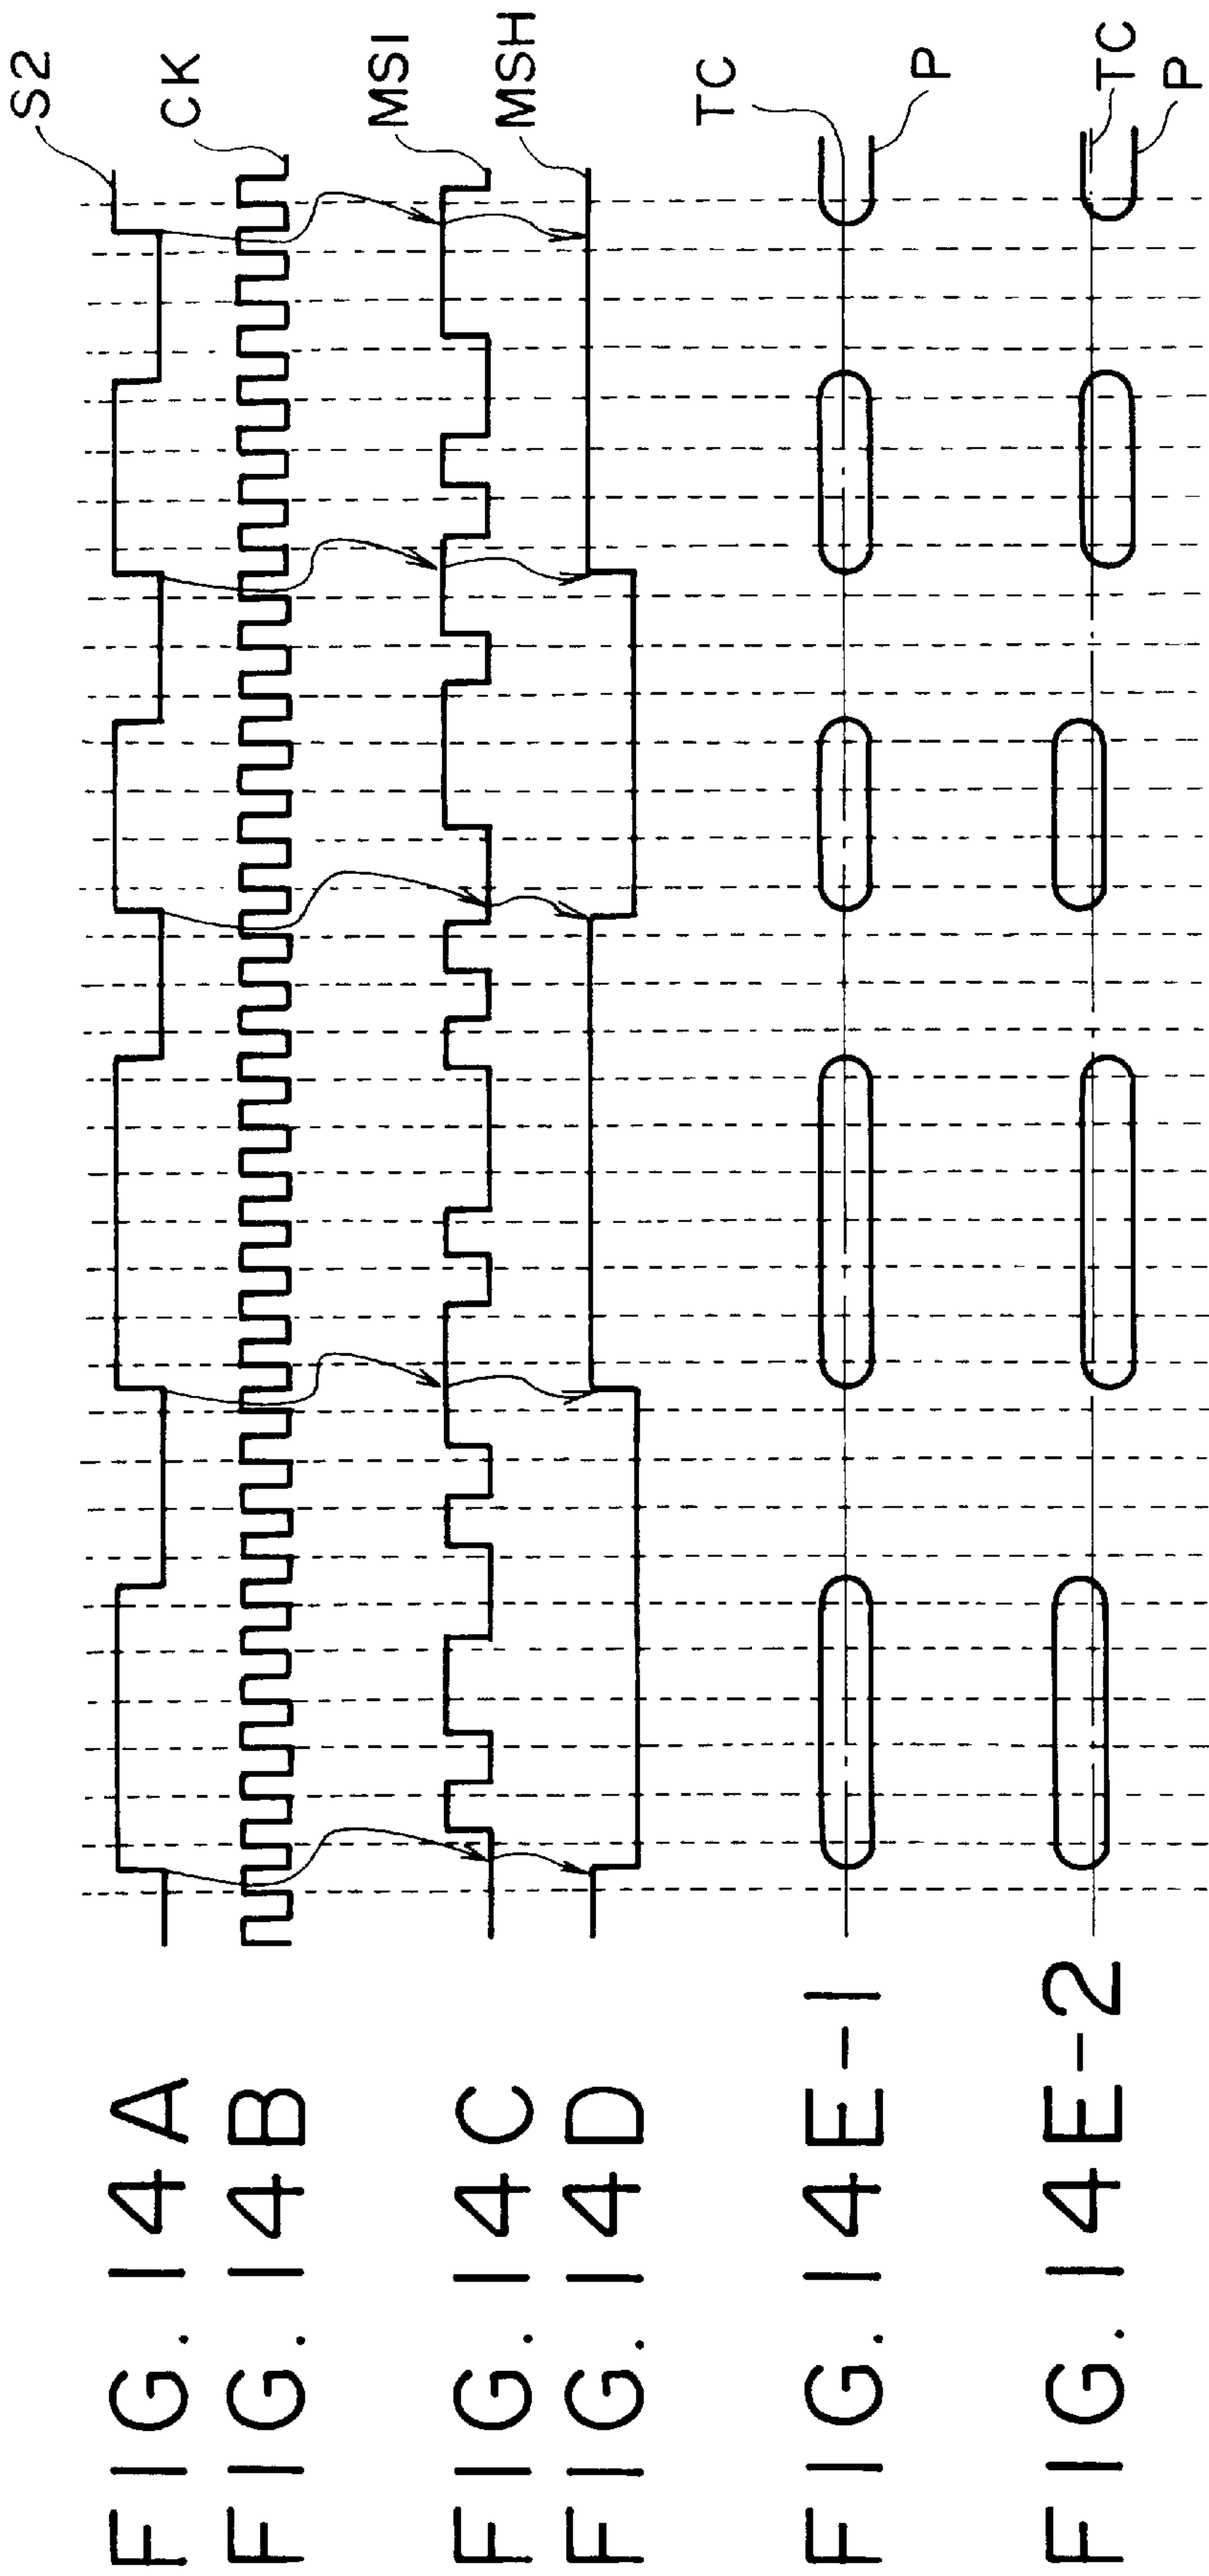 FIG. 14A
S2
FIG. 14B
CK
FIG. 14C
MS1
FIG. 14D
MSH
FIG. 14E-1
TC
P
FIG. 14E-2
TC
P